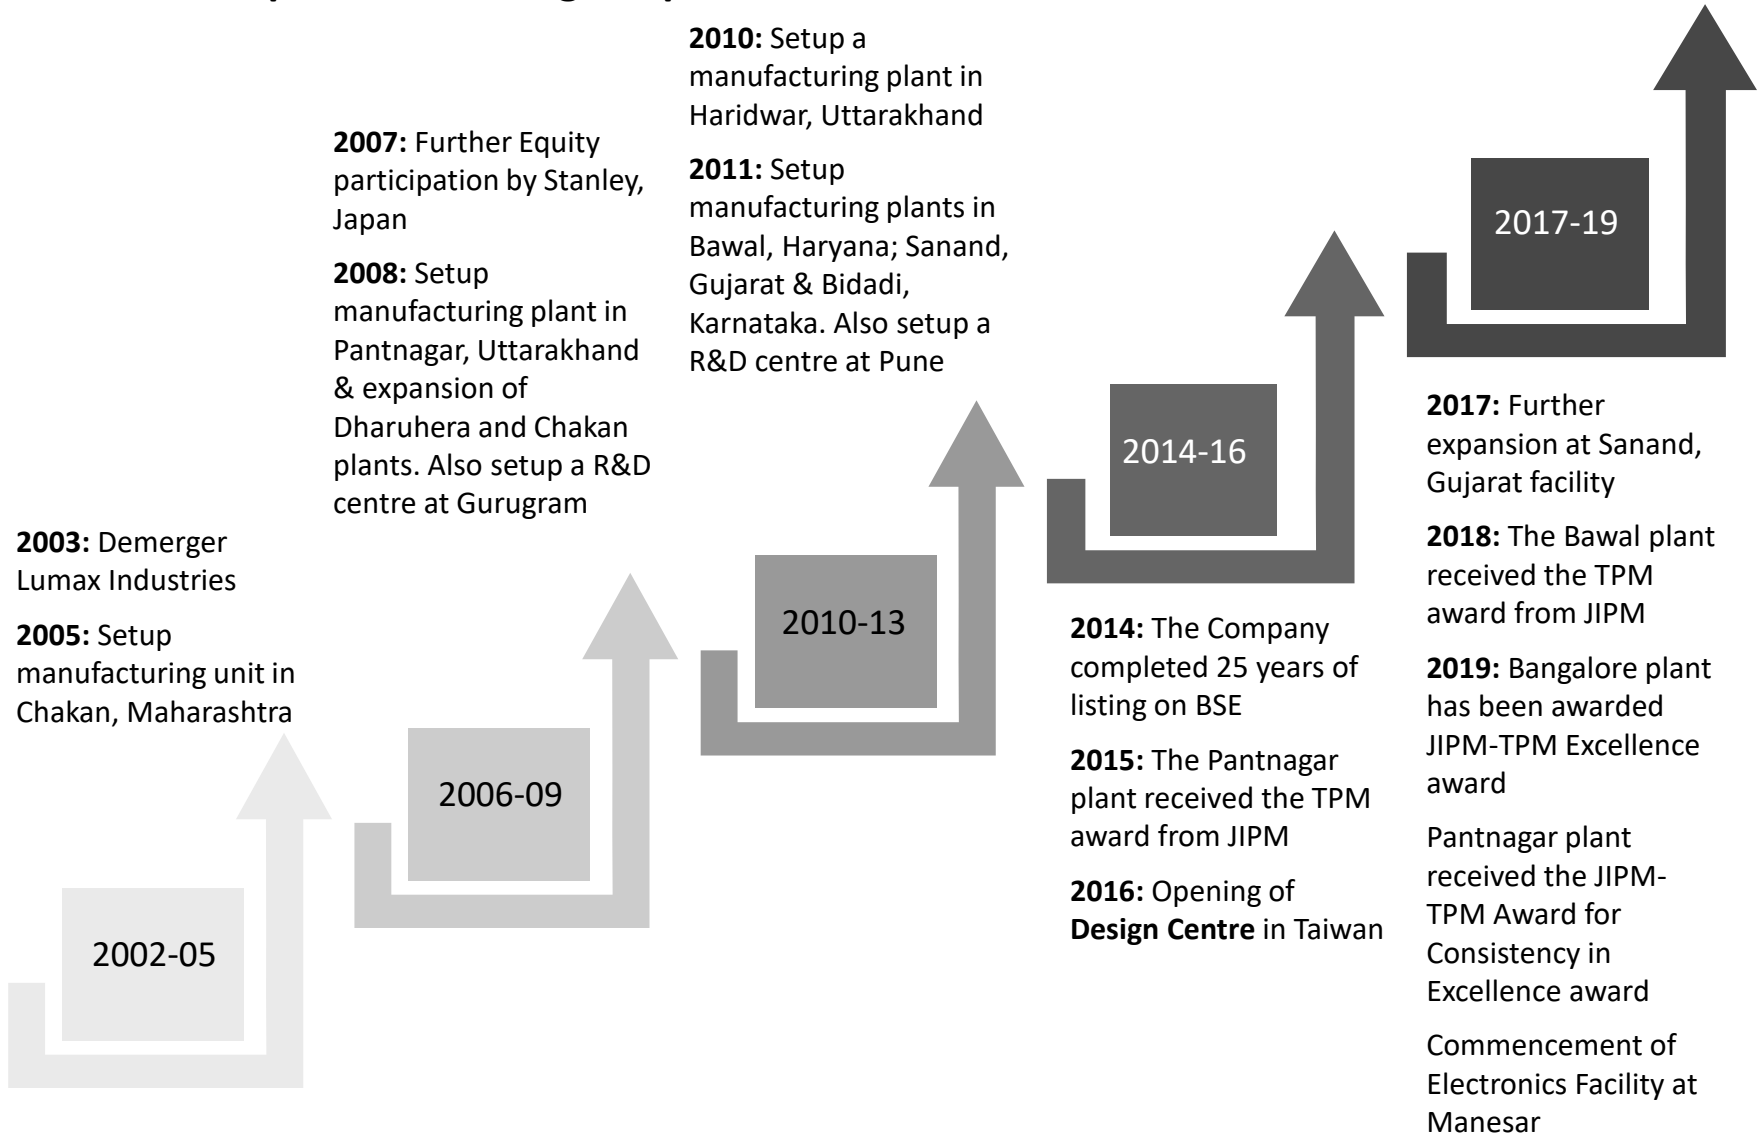 2003: Demerger
Lumax Industries
2005: Setup
manufacturing unit in
Chakan, Maharashtra
2002-05
2007: Further Equity
participation by Stanley,
Japan
2008: Setup
manufacturing plant in
Pantnagar, Uttarakhand
& expansion of
Dharuhera and Chakan
plants. Also setup a R&D
centre at Gurugram
2006-09
2010: Setup a
manufacturing plant in
Haridwar, Uttarakhand
2011: Setup
manufacturing plants in
Bawal, Haryana; Sanand,
Gujarat & Bidadi,
Karnataka. Also setup a
R&D centre at Pune
2010-13
2014-16
2014: The Company
completed 25 years of
listing on BSE
2015: The Pantnagar
plant received the TPM
award from JIPM
2016: Opening of
Design Centre in Taiwan
2017-19
2017: Further
expansion at Sanand,
Gujarat facility
2018: The Bawal plant
received the TPM
award from JIPM
2019: Bangalore plant
has been awarded
JIPM-TPM Excellence
award
Pantnagar plant
received the JIPM-
TPM Award for
Consistency in
Excellence award
Commencement of
Electronics Facility at
Manesar